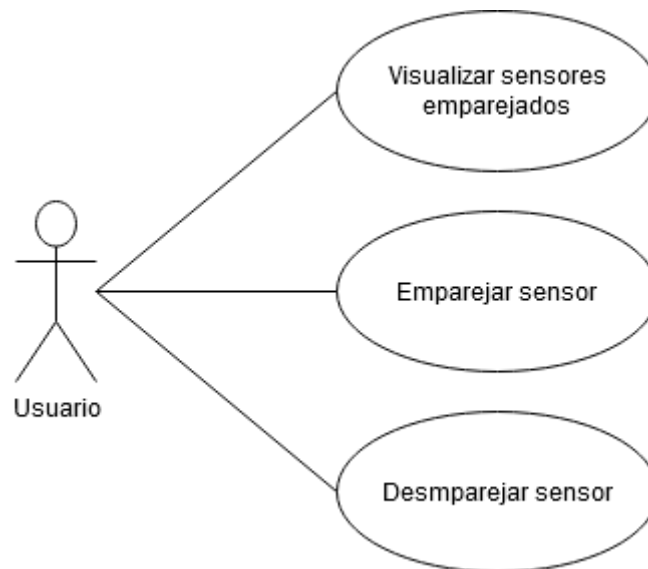 Visualizar sensores
emparejados
Emparejar sensor
Usuario
Desmparejar sensor